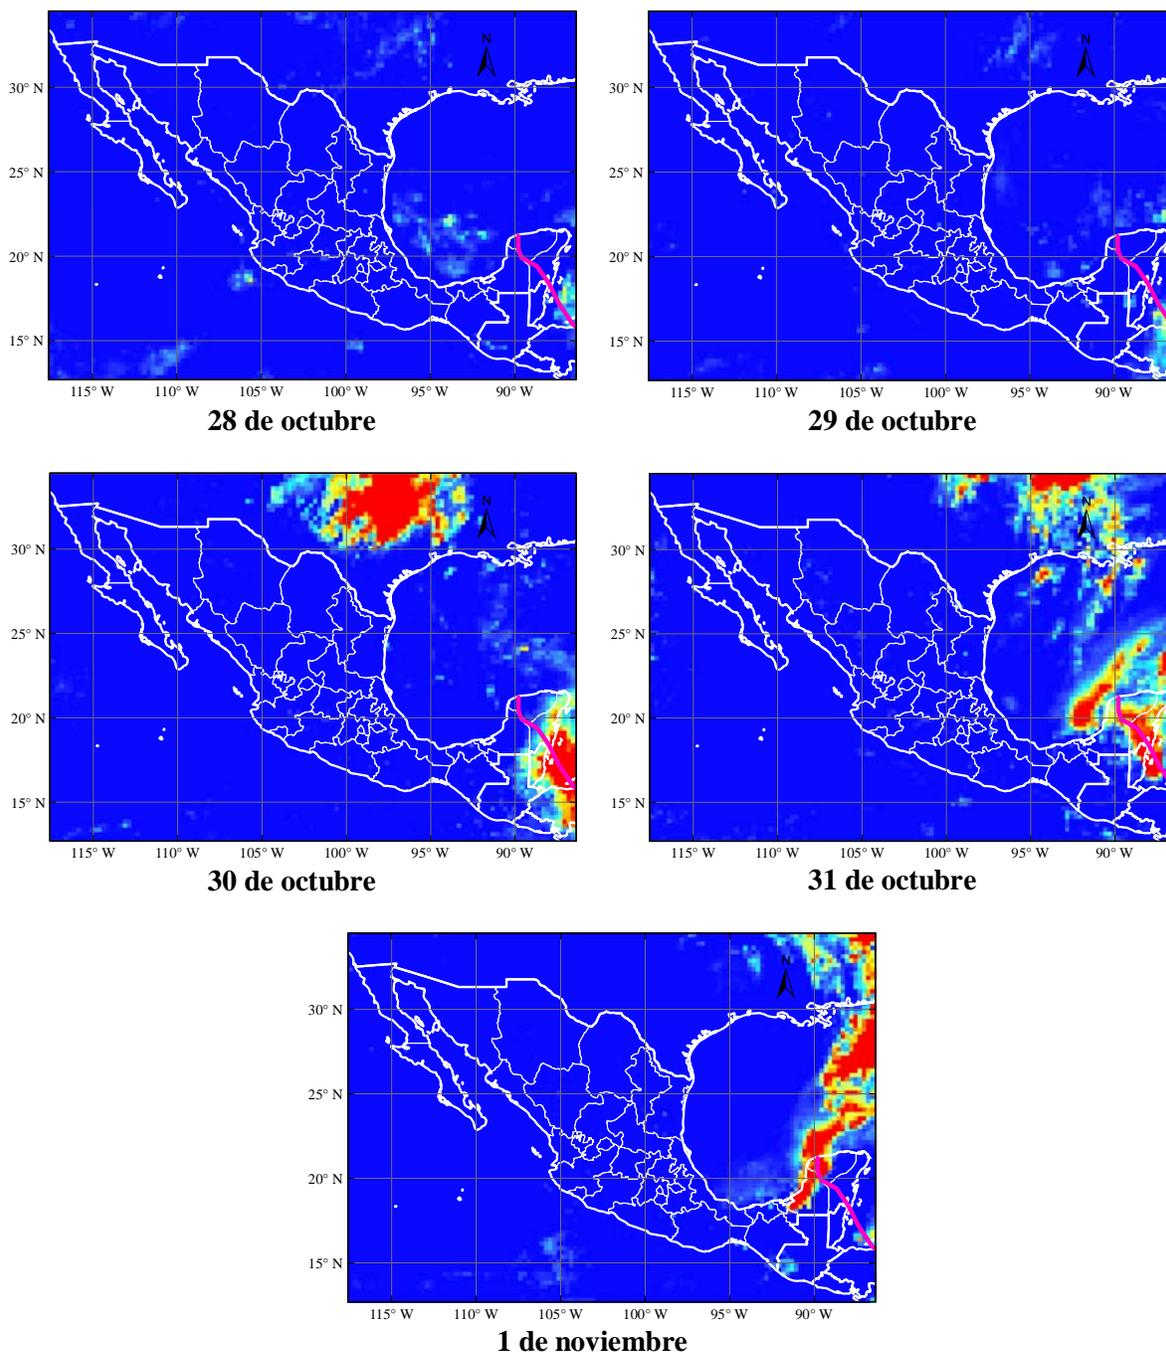 N N
30° N 30° N
25° N 25° N
20° N 20° N
15° N 15° N
115° W 110° W 105° W 100° W 95° W 90° W 115° W 110° W 105° W 100° W 95° W 90° W
28 de octubre 29 de octubre
N N
30° N 30° N
25° N 25° N
20° N 20° N
15° N 15° N
115° W 110° W 105° W 100° W 95° W 90° W 115° W 110° W 105° W 100° W 95° W 90° W
30 de octubre 31 de octubre
N
30° N
25° N
20° N
15° N
115° W 110° W 105° W 100° W 95° W 90° W
1 de noviembre